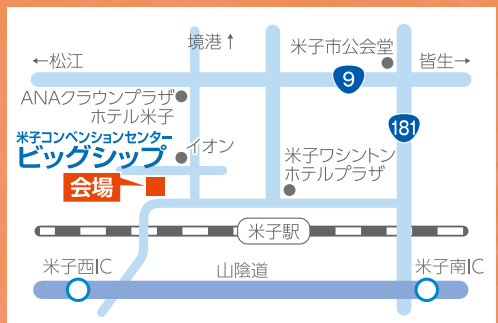 境港↑
米子市公会堂
←松江
皆生→
9
ANAクラウンプラザ
ホテル米子
181
米子コンベンションセンター
ビッグシップ
イオン
米子ワシントン
ホテルプラザ
会場
米子駅
米子西IC
山陰道
米子南IC